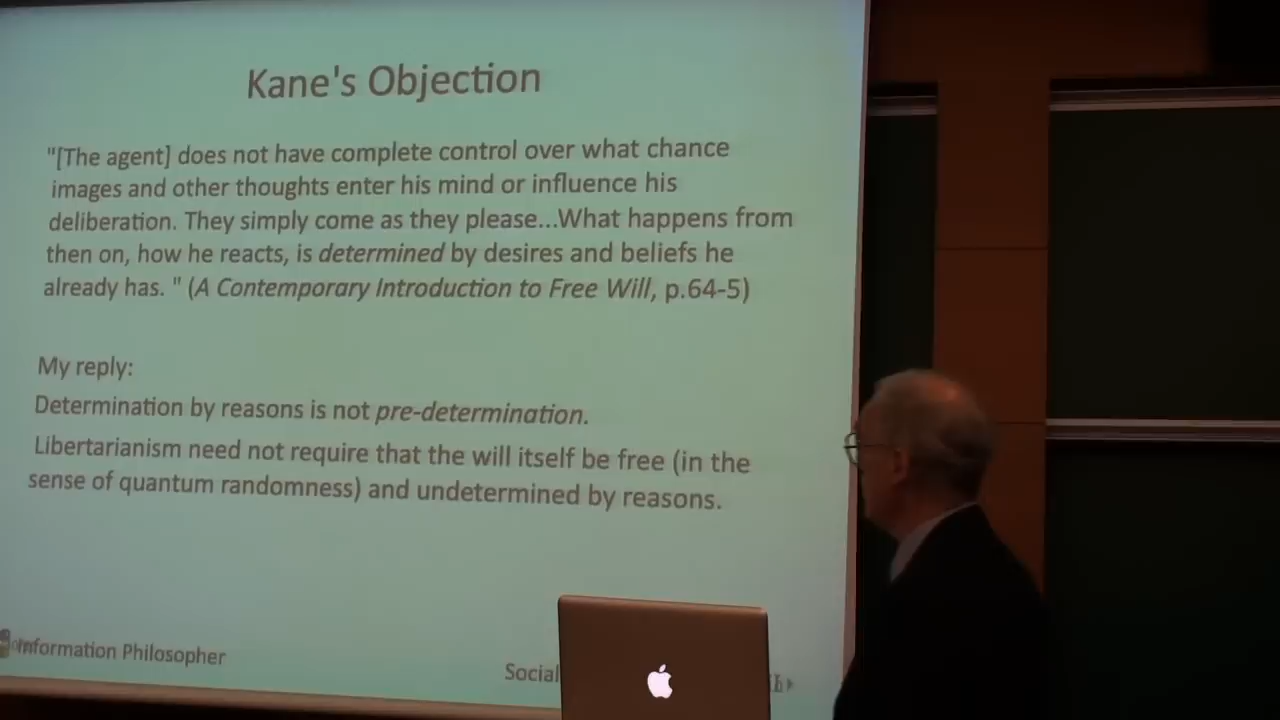 Kane's Objection
"[The agent] does not have complete control over what chance
images and other thoughts enter his mind or influence his
deliberation. They simply come as they please...What happens from
then on, how he reacts, is determined by desires and beliefs he
already has. " (A Contemporary Introduction to Free Will, p.64-5)
My reply:
Determination by reasons is not pre-determination.
Libertarianism need not require that the will itself be free (in the
sense of quantum randomness) and undetermined by reasons.
Information Philosopher
Social